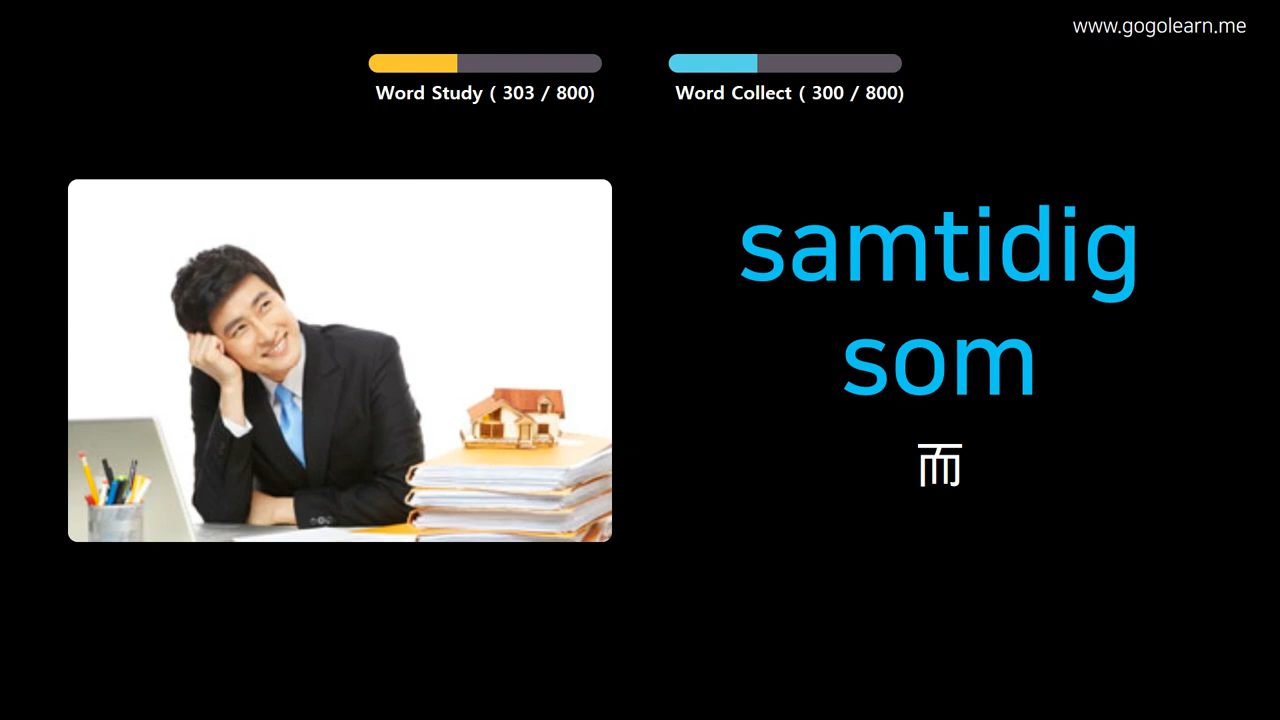 www.gogolearn.me
Word Study ( 303 / 800)
Word Collect ( 300 / 800)
samtidig
som
而